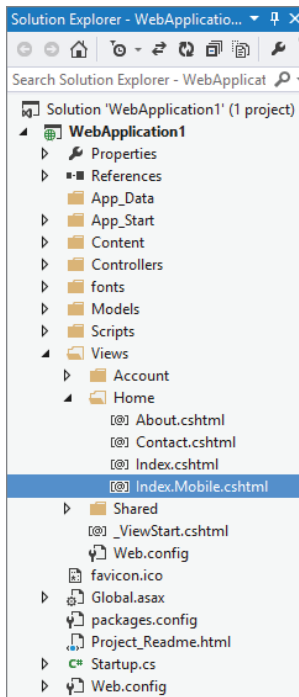 Solution Explorer - WebApplicatio...
Search Solution Explorer - WebApplicat
Solution 'WebApplication1' (1 project)
WebApplication1
Properties
References
App_Data
App_Start
Content
Controllers
fonts
Models
Scripts
Views
Account
Home
[@] About.cshtml
[@] Contact.cshtml
[@] Index.cshtml
[@] Index.Mobile.cshtml
Shared
[@] _ViewStart.cshtml
Web.config
favicon.ico
Global.asax
packages.config
Project_Readme.html
C# Startup.cs
Web.config